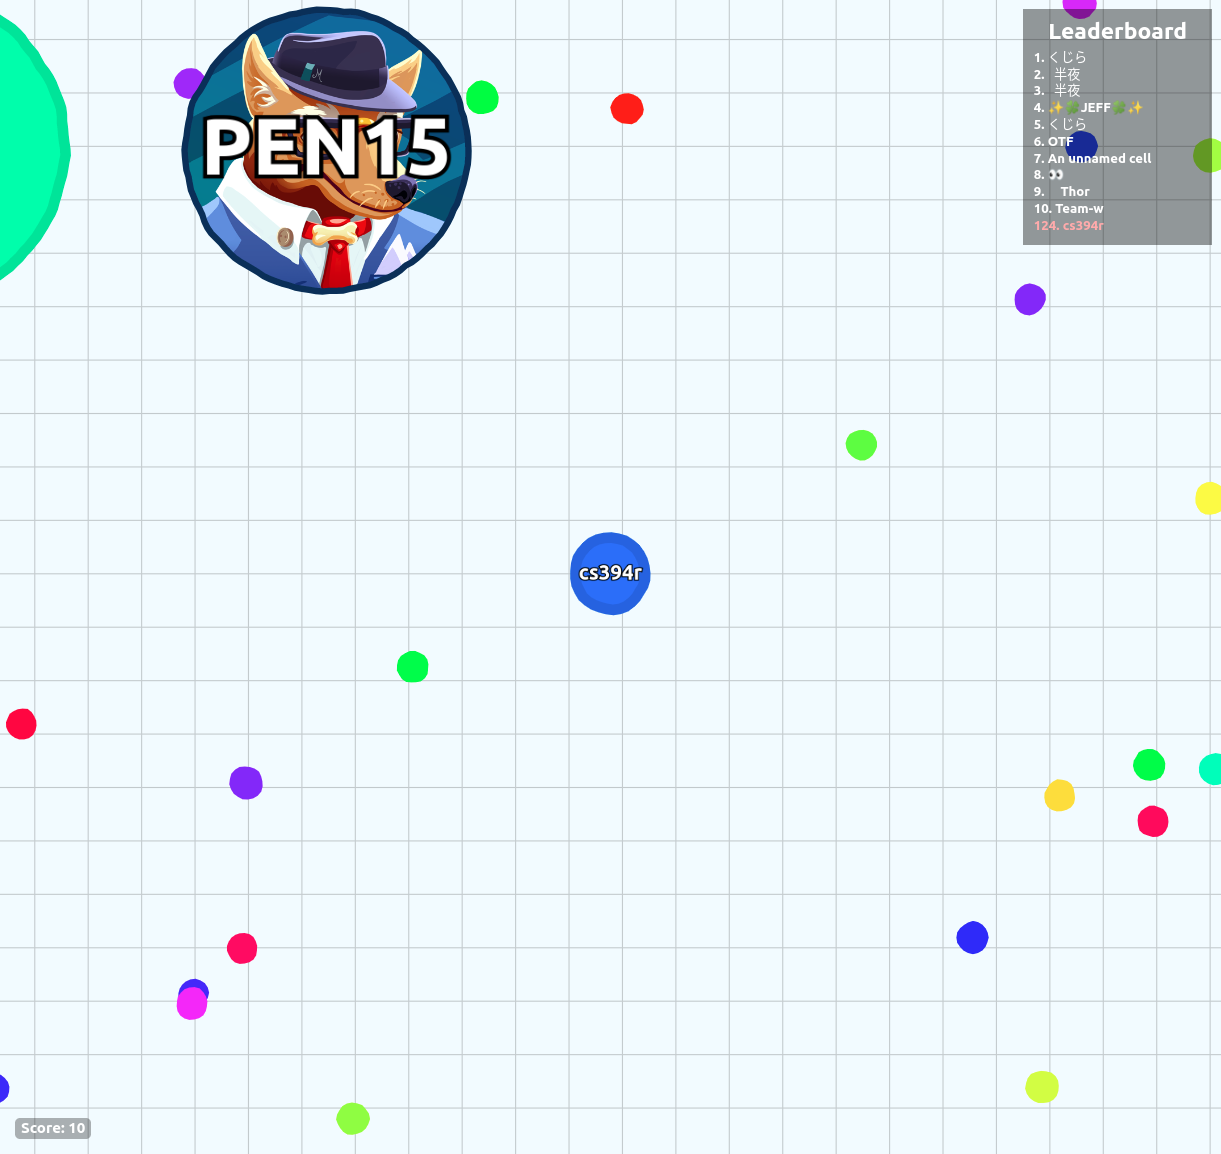 PEN15
Leaderboard
1. くじら
2. 半夜
3. 半夜
4. ✨🍀JEFF🍀✨
5. くじら
6. OTF
7. An unnamed cell
8. 👀
9. Thor
10. Team-w
124. cs394r
cs394r
Score: 10